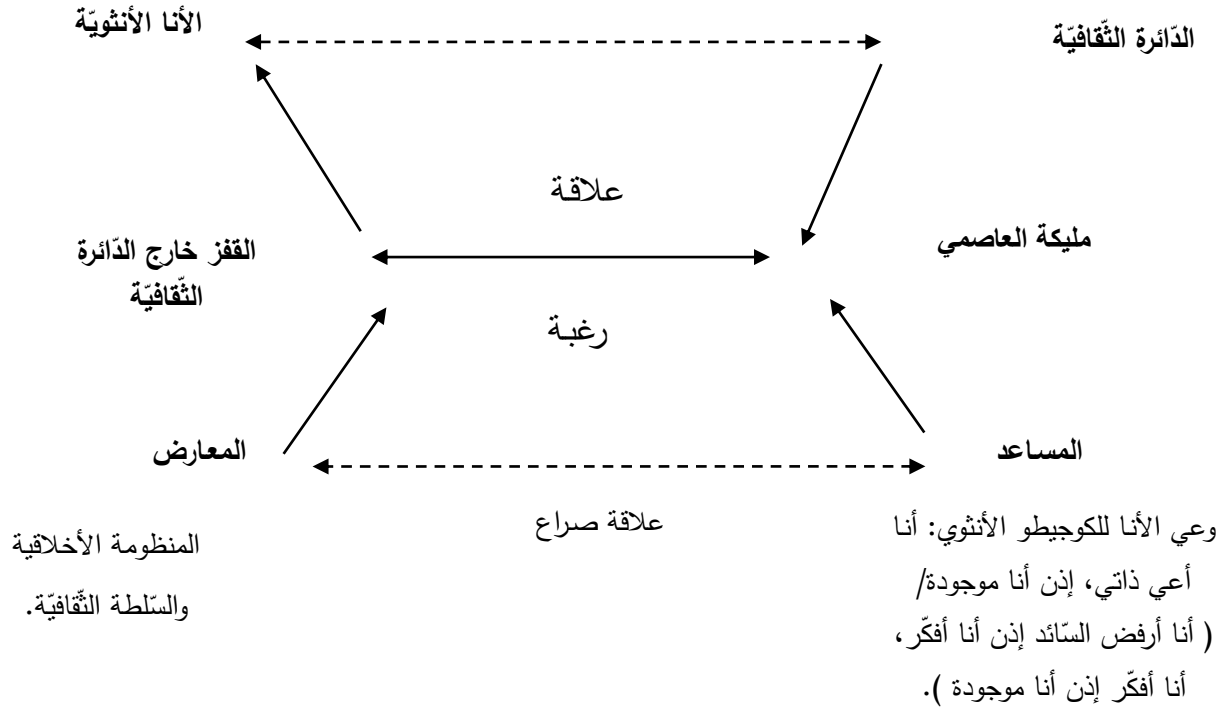 الدّائرة الثّقافيّة
الأنا الأنثويّة
علاقة
مليكة العاصمي
القفز خارج الدّائرة
الثّقافيّة
رغبة
المساعد
المعارض
علاقة صراع
وعي الأنا للكوجيطو الأنثوي: أنا
أعي ذاتي، إذن أنا موجودة/
( أنا أرفض السّائد إذن أنا أفكّر،
أنا أفكّر إذن أنا موجودة ).
المنظومة الأخلاقية
والسّلطة الثّقافيّة.